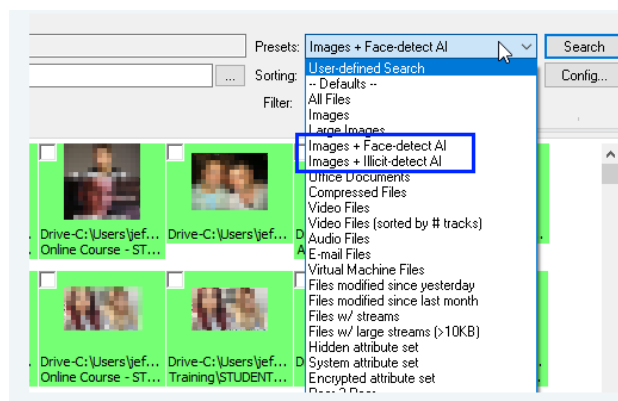 Presets: Images + Face-detect AI Search
... Sorting: User-defined Search Config...
-- Defaults --
Filter: All Files
Images
Large Images
Images + Face-detect AI
Images + Illicit-detect AI
Office Documents
Compressed Files
Video Files
Video Files (sorted by # tracks)
Audio Files
E-mail Files
Virtual Machine Files
Files modified since yesterday
Files modified since last month
Files w/ streams
Files w/ large streams (>10KB)
Hidden attribute set
System attribute set
Encrypted attribute set
Drive-C:\Users\jef... Drive-C:\Users\jef... D
Online Course - ST... A
Drive-C:\Users\jef... Drive-C:\Users\jef... D
Online Course - ST... Training\STUDENT...